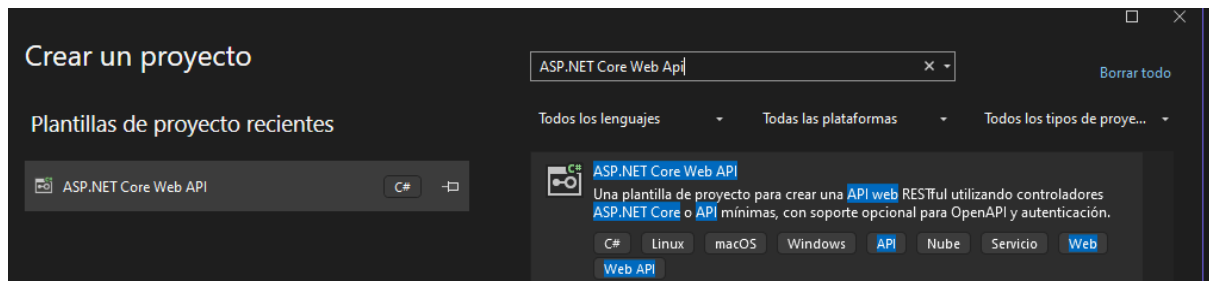 Crear un proyecto
ASP.NET Core Web Api
Borrar todo
Plantillas de proyecto recientes
Todos los lenguajes
Todas las plataformas
Todos los tipos de proye...
ASP.NET Core Web API
C#
C#
ASP.NET Core Web API
Una plantilla de proyecto para crear una API web RESTful utilizando controladores
ASP.NET Core o API mínimas, con soporte opcional para OpenAPI y autenticación.
C# Linux macOS Windows API Nube Servicio Web
Web API